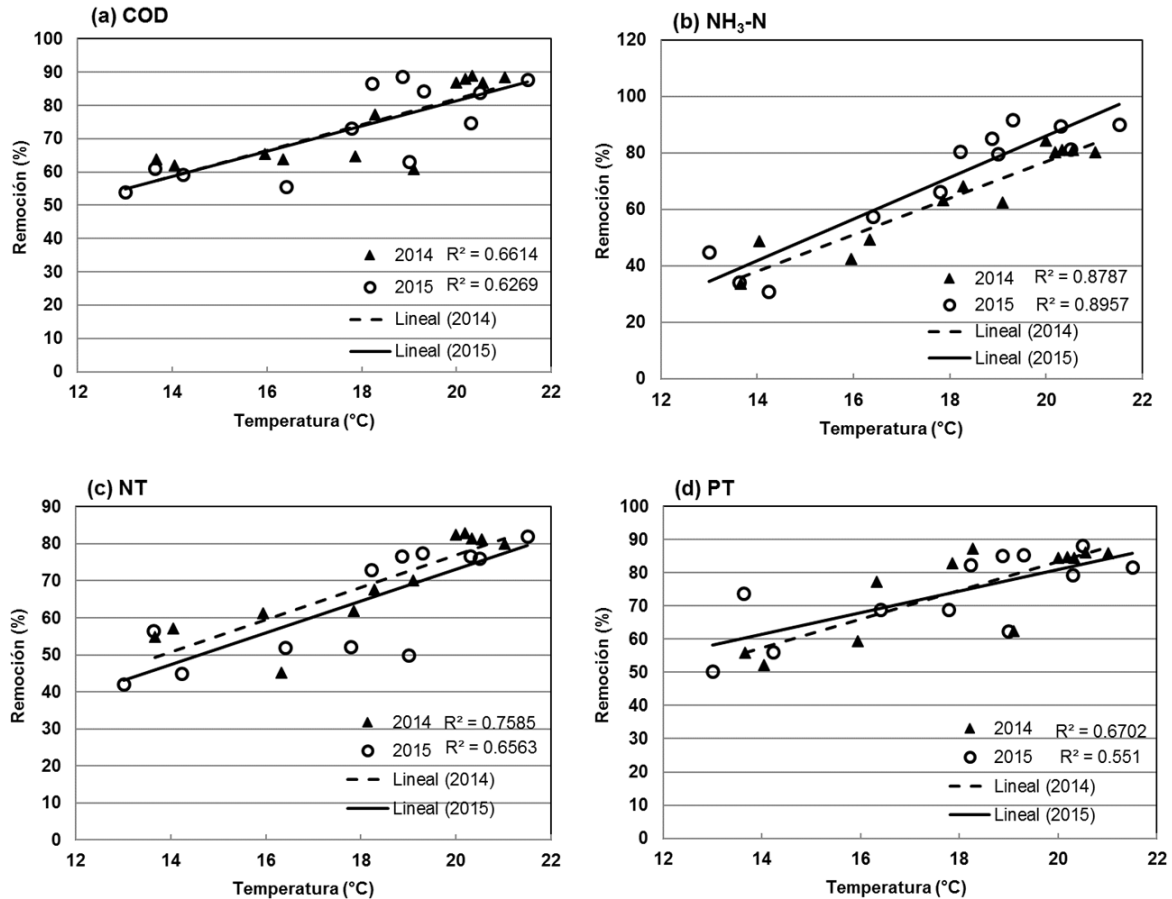 (a) COD
100
90
80
70
60
50
40
30
20
10
0
Remoción (%)
2014 R² = 0.6614
2015 R² = 0.6269
Lineal (2014)
Lineal (2015)
12 14 16 18 20 22
Temperatura (°C)
(b) NH₃-N
120
100
80
60
40
20
0
Remoción (%)
2014 R² = 0.8787
2015 R² = 0.8957
Lineal (2014)
Lineal (2015)
12 14 16 18 20 22
Temperatura (°C)
(c) NT
90
80
70
60
50
40
30
20
10
0
Remoción (%)
2014 R² = 0.7585
2015 R² = 0.6563
Lineal (2014)
Lineal (2015)
12 14 16 18 20 22
Temperatura (°C)
(d) PT
100
90
80
70
60
50
40
30
20
10
0
Remoción (%)
2014 R² = 0.6702
2015 R² = 0.551
Lineal (2014)
Lineal (2015)
12 14 16 18 20 22
Temperatura (°C)